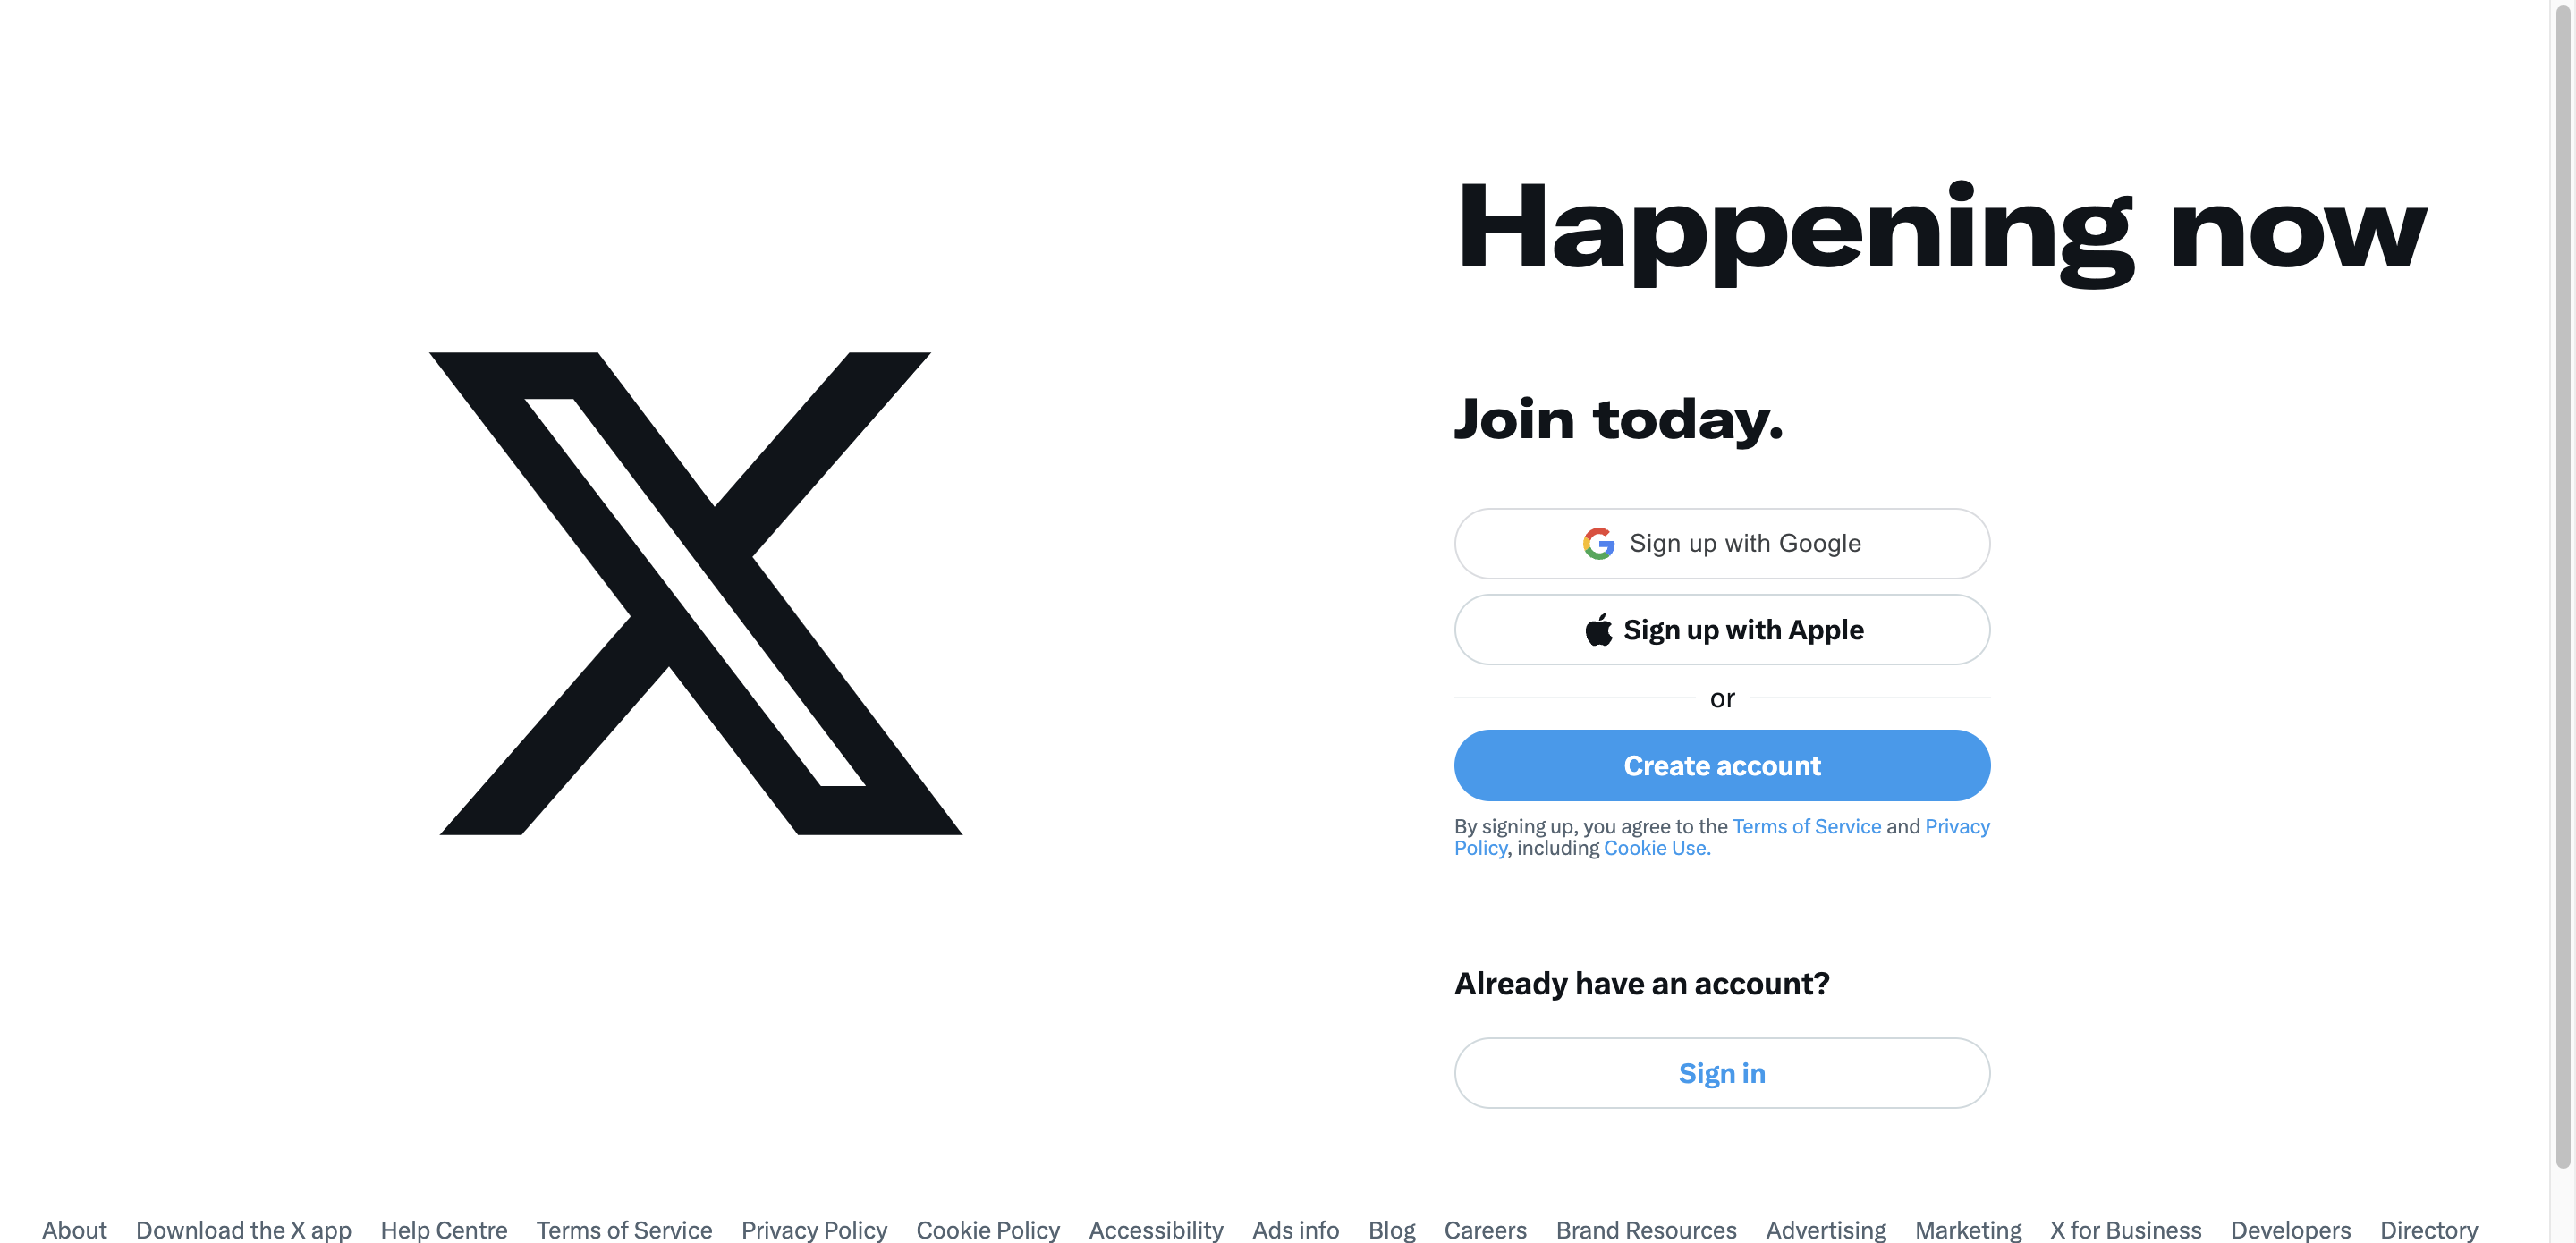 Happening now
Join today.
Sign up with Google
Sign up with Apple
or
Create account
By signing up, you agree to the Terms of Service and Privacy
Policy, including Cookie Use.
Already have an account?
Sign in
About Download the X app Help Centre Terms of Service Privacy Policy Cookie Policy Accessibility Ads info Blog Careers Brand Resources Advertising Marketing X for Business Developers Directory